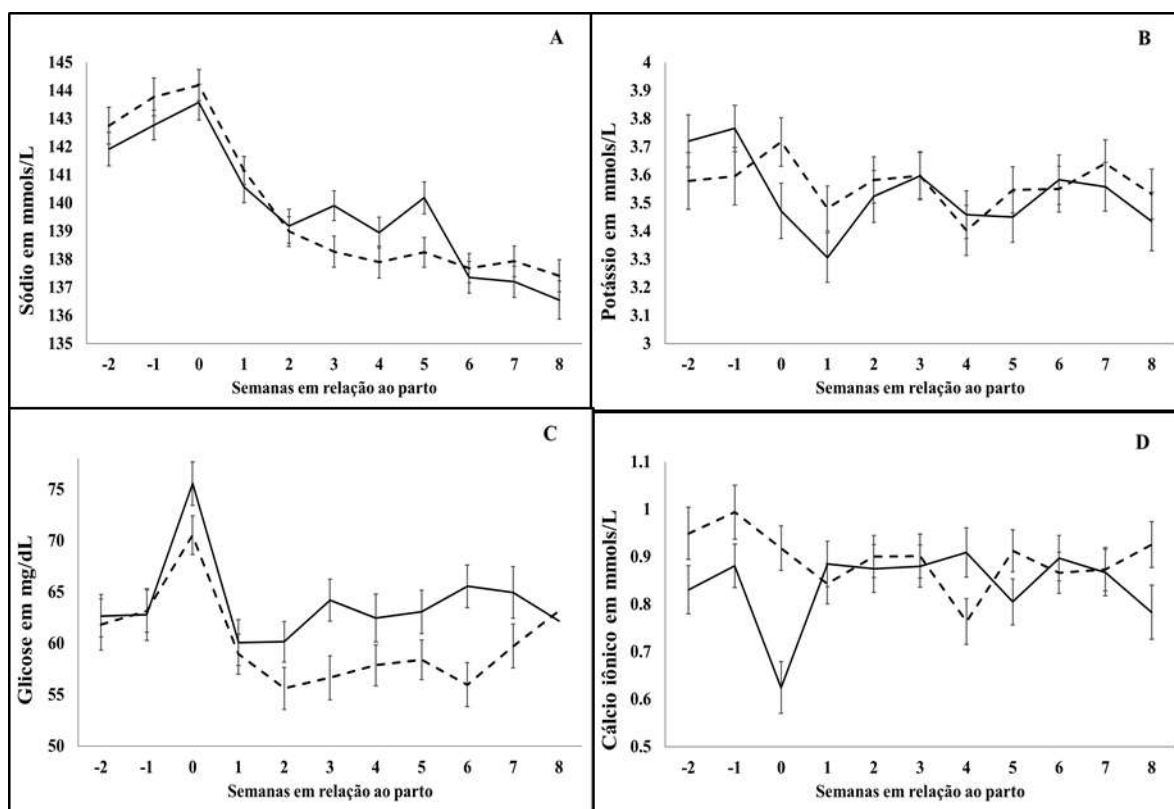 A
Sódio em mmols/L
145
144
143
142
141
140
139
138
137
136
135
-2 -1 0 1 2 3 4 5 6 7 8
Semanas em relação ao parto
B
Potássio em mmols/L
4
3.9
3.8
3.7
3.6
3.5
3.4
3.3
3.2
3.1
3
-2 -1 0 1 2 3 4 5 6 7 8
Semanas em relação ao parto
C
Glicose em mg/dL
75
70
65
60
55
50
-2 -1 0 1 2 3 4 5 6 7 8
Semanas em relação ao parto
D
Cálcio iônico em mmols/L
1.1
1
0.9
0.8
0.7
0.6
0.5
-2 -1 0 1 2 3 4 5 6 7 8
Semanas em relação ao parto